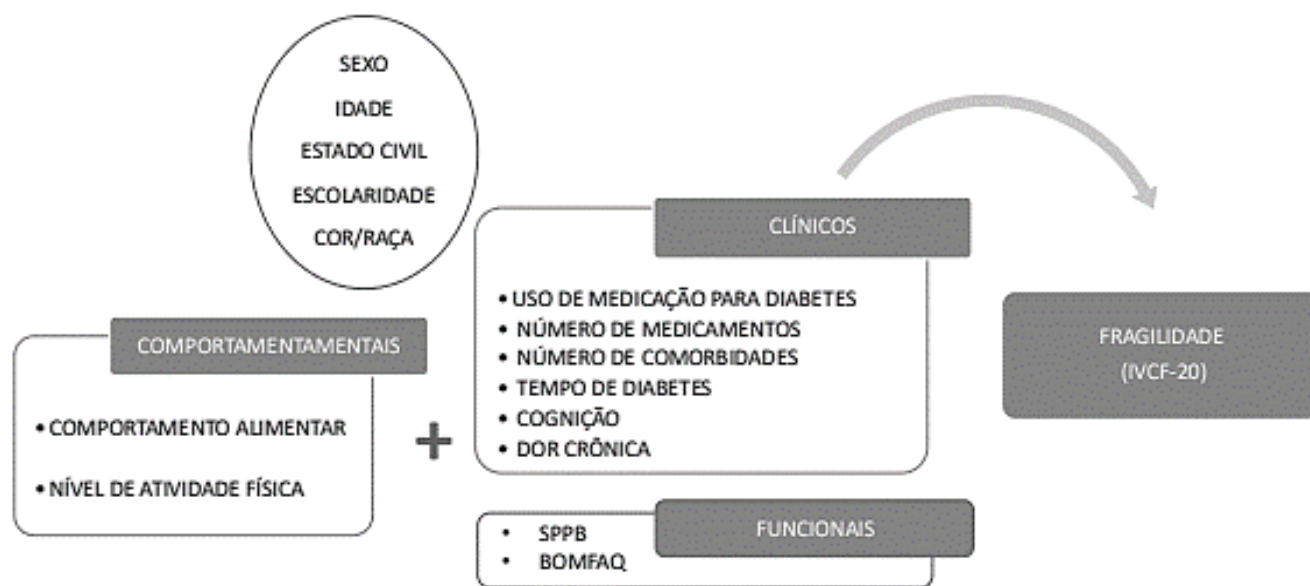 SEXO
IDADE
ESTADO CIVIL
ESCOLARIDADE
COR/RAÇA
COMPORTAMENTAMENTAIS
• COMPORTAMENTO ALIMENTAR
• NÍVEL DE ATIVIDADE FÍSICA
+
CLÍNICOS
• USO DE MEDICAÇÃO PARA DIABETES
• NÚMERO DE MEDICAMENTOS
• NÚMERO DE COMORBIDADES
• TEMPO DE DIABETES
• COGNIÇÃO
• DOR CRÔNICA
FUNCIONAIS
• SPPB
• BOMFAQ
FRAGILIDADE
(IVCF-20)